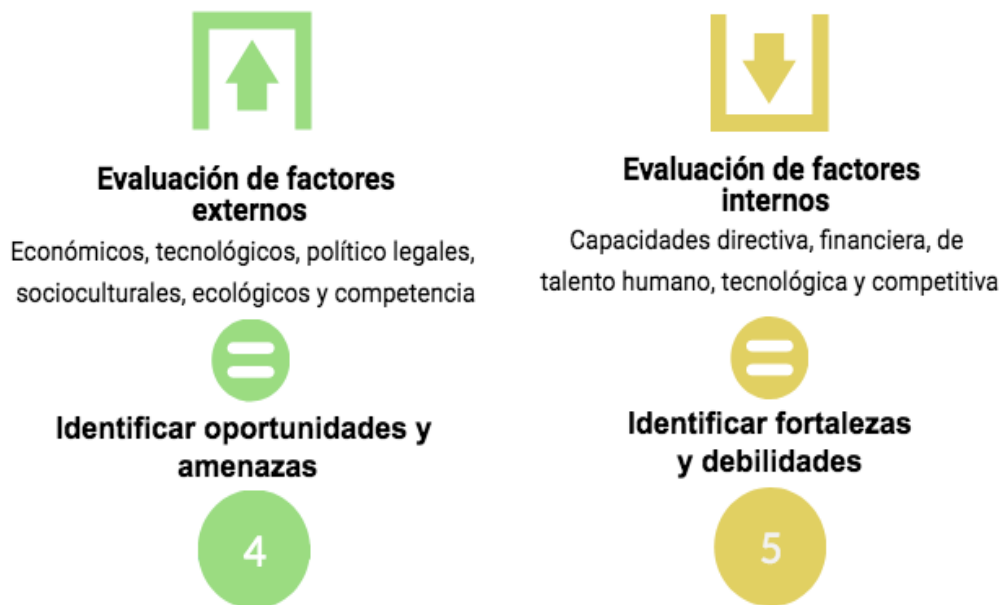 Evaluación de factores
externos
Económicos, tecnológicos, político legales,
socioculturales, ecológicos y competencia
Identificar oportunidades y
amenazas
4
Evaluación de factores
internos
Capacidades directiva, financiera, de
talento humano, tecnológica y competitiva
Identificar fortalezas
y debilidades
5